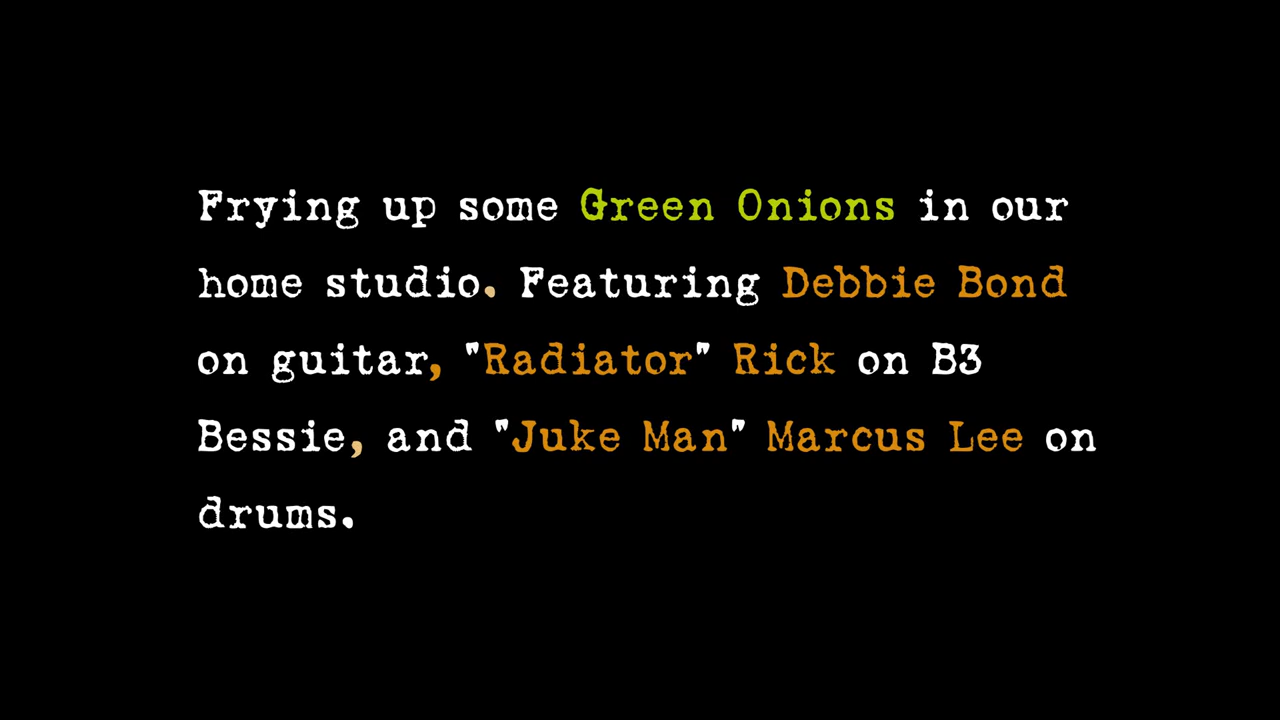 Frying up some Green Onions in our
home studio. Featuring Debbie Bond
on guitar, "Radiator" Rick on B3
Bessie, and "Juke Man" Marcus Lee on
drums.